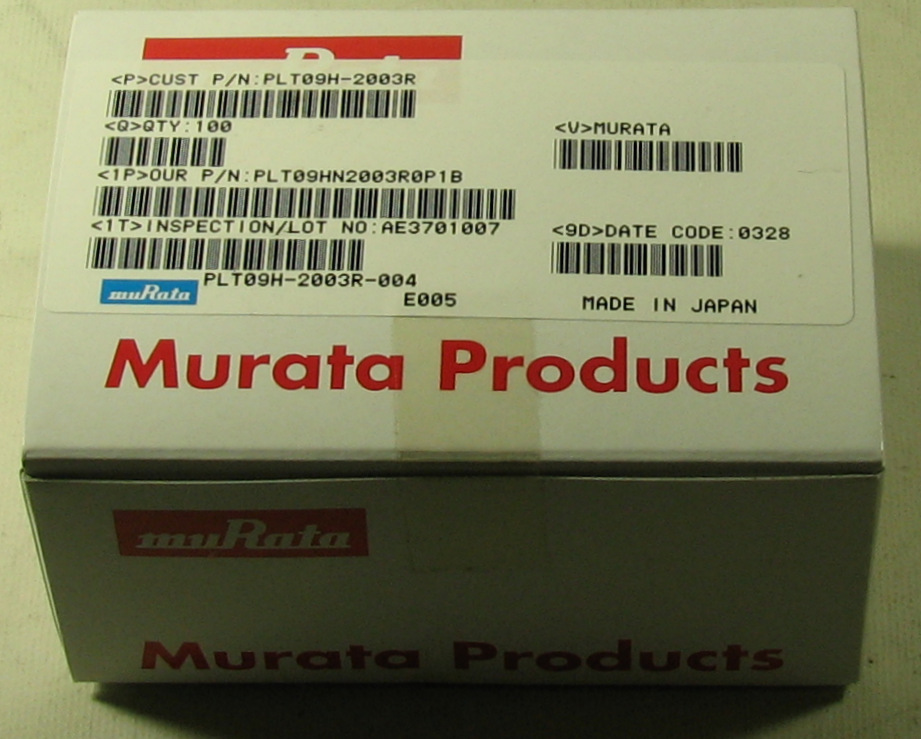 <P>CUST P/N:PLT09H-2003R
<Q>QTY:100
<V>MURATA
<1P>OUR P/N:PLT09HN2003R0P1B
<1T>INSPECTION/LOT NO:AE3701007
<9D>DATE CODE:0328
PLT09H-2003R-004
muRata
E005
MADE IN JAPAN
Murata Products
muRata
Murata Products